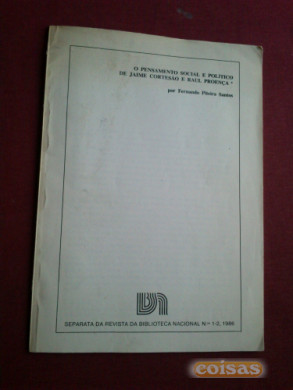 O PENSAMENTO SOCIAL E POLÍTICO
DE JAIME CORTESÃO E RAUL PROENÇA *
por Fernando Piteira Santos
SEPARATA DA REVISTA DA BIBLIOTECA NACIONAL N.º 1-2, 1986
coisas